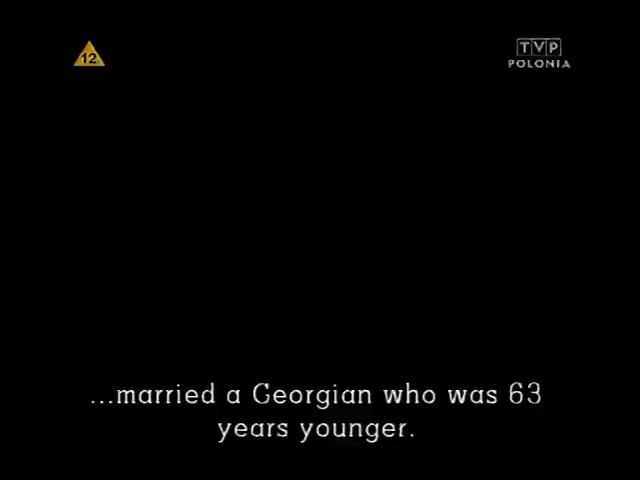 12
TVP
POLONIA
...married a Georgian who was 63
years younger.